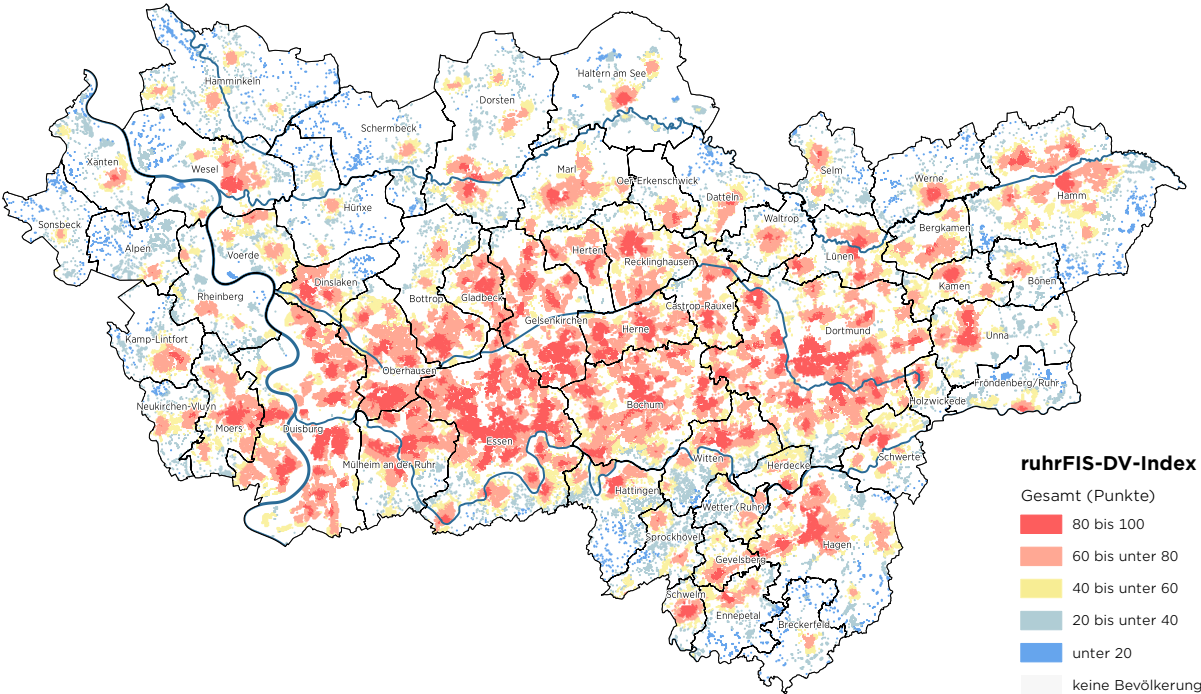 Hamminkeln
Haltern am See
Dorsten
Schermbeck
Xanten
Wesel
Marl
Oer-Erkenschwick
Selm
Werne
Hamm
Datteln
Hünxe
Sonsbeck
Waltrop
Bergkamen
Alpen
Voerde
Herten
Recklinghausen
Lünen
Dinslaken
Bönen
Kamen
Rheinberg
Bottrop
Gladbeck
Castrop-Rauxel
Gelsenkirchen
Herne
Dortmund
Unna
Kamp-Lintfort
Oberhausen
Fröndenberg/Ruhr
Holzwickede
Neukirchen-Vluyn
Bochum
Moers
Duisburg
Essen
Schwerte
Witten
Mülheim an der Ruhr
Herdecke
Hattingen
Wetter (Ruhr)
Sprockhövel
Hagen
Gevelsberg
Schwelm
Ennepetal
Breckerfeld
ruhrFIS-DV-Index
Gesamt (Punkte)
80 bis 100
60 bis unter 80
40 bis unter 60
20 bis unter 40
unter 20
keine Bevölkerung